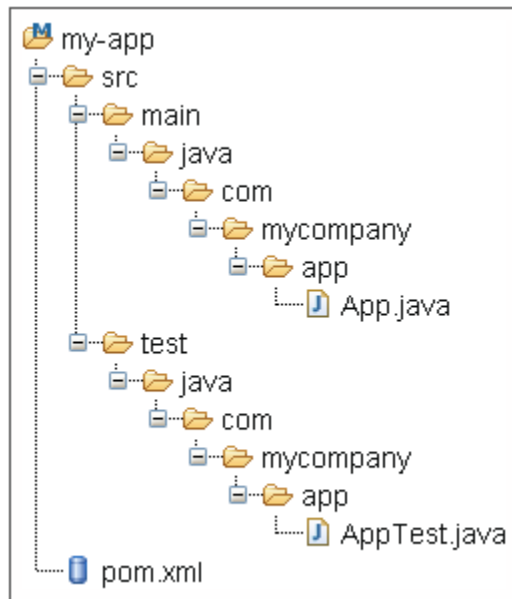 my-app
src
main
java
com
mycompany
app
App.java
test
java
com
mycompany
app
AppTest.java
pom.xml